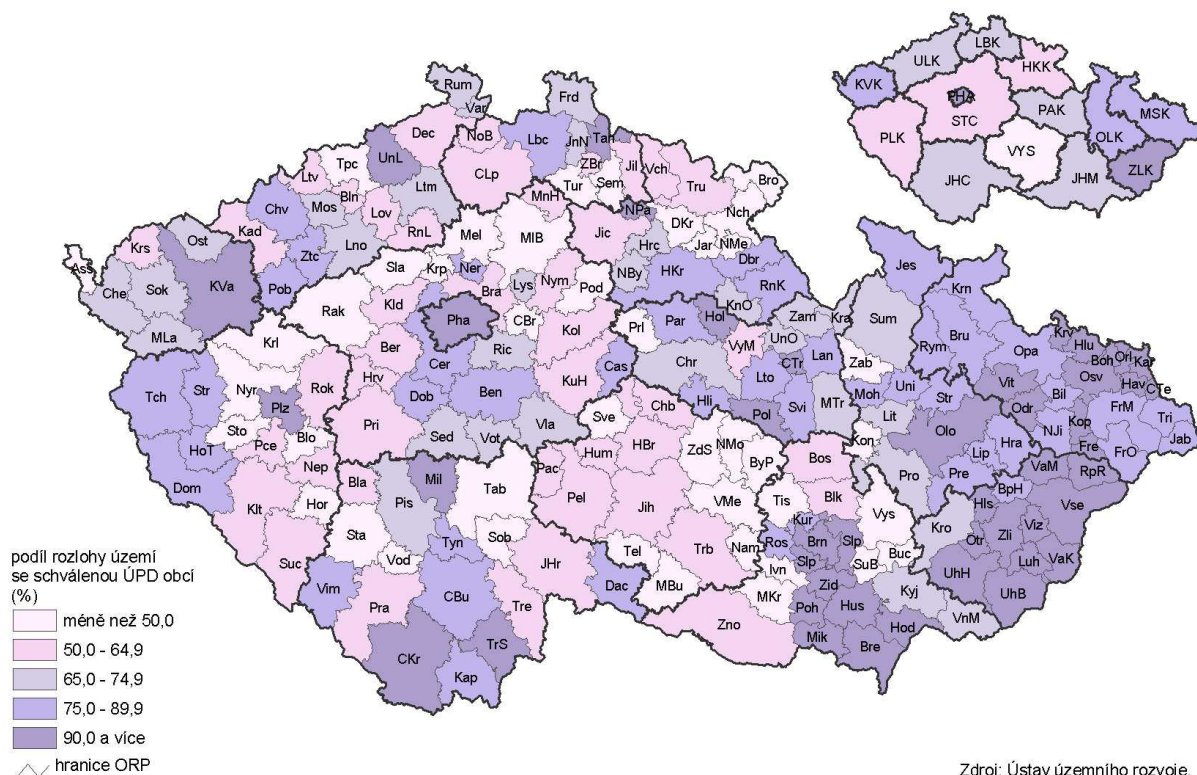 LBK
ULK
HKK
KVK
PHA
PAK
MSK
STC
OLK
PLK
VYS
ZLK
JHC
JHM
Rum
Var
Frd
Dec
NoB
Lbc
JnN
Tan
UnL
Tpc
CLp
ZBr
Jil
Vch
Ltv
Bln
Ltm
Tur
Sem
Tru
Bro
Chv
Mos
Lov
MnH
NPa
Nch
Kad
RnL
Jic
DKr
Krs
Ost
Lno
Mel
MlB
Hrc
Jar
NMe
Ass
Ztc
Sla
Krp
Ner
Dbr
Che
Sok
KVa
Pob
Lys
Nym
NBy
HKr
RnK
Jes
Rak
Kld
Bra
Pod
KnO
Krn
MLa
Pha
CBr
Kol
Prl
Par
Hol
Zam
Kra
Sum
Krl
Ber
Ric
VyM
UnO
Rym
Bru
Opa
Krv
Hlu
Tch
Str
Nyr
Rok
Hrv
Cer
Cas
Chr
CTr
Lan
Zab
Boh
Orl
Kar
Plz
Dob
Ben
KuH
Lto
Vit
Osv
Hav
CTe
Sto
Pri
Hli
Svi
MTr
Moh
Uni
Str
Bil
FrM
Tri
HoT
Pce
Blo
Sed
Vot
Vla
Sve
Chb
Pol
Lit
Olo
Odr
NJi
Kop
Jab
Dom
Nep
Mil
Hum
HBr
ZdS
NMo
ByP
Kon
Lip
Hra
Fre
FrO
Klt
Hor
Bla
Pis
Tab
Pac
Bos
Pro
Pre
VaM
RpR
Pel
Jih
VMe
Tis
Blk
Vys
Hls
BpH
Vse
Sta
Vod
Tyn
Sob
Kur
Kro
Otr
Zli
Viz
Suc
Vim
JHr
Tel
Trb
Nam
Ros
Brn
Slp
Slp
Buc
SuB
Luh
VaK
CBu
Dac
MBu
Ivn
Zid
UhH
UhB
Pra
Tre
MKr
Poh
Hus
Kyj
Zno
Hod
VnM
CKr
TrS
Mik
Bre
Kap
podíl rozlohy území
se schválenou ÚPD obcí
(%)
méně než 50,0
50,0 - 64,9
65,0 - 74,9
75,0 - 89,9
90,0 a více
hranice ORP
Zdroj: Ústav územního rozvoje